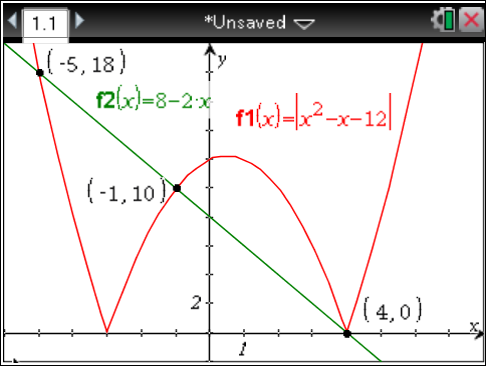 1.1 *Unsaved
(-5, 18)
y
f2(x)=8-2·x
f1(x)=|x²-x-12|
(-1, 10)
2
(4, 0)
x
1